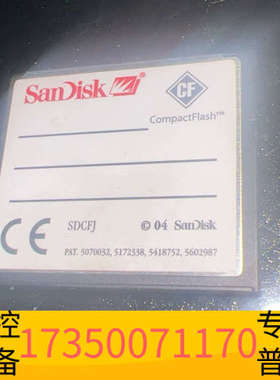 SanDisk
CF
CompactFlash™
SDCFJ © 04 SanDisk
CE
PAT. 5070032, 5172338, 5418752, 5602987
控 专
备 17350071170 普